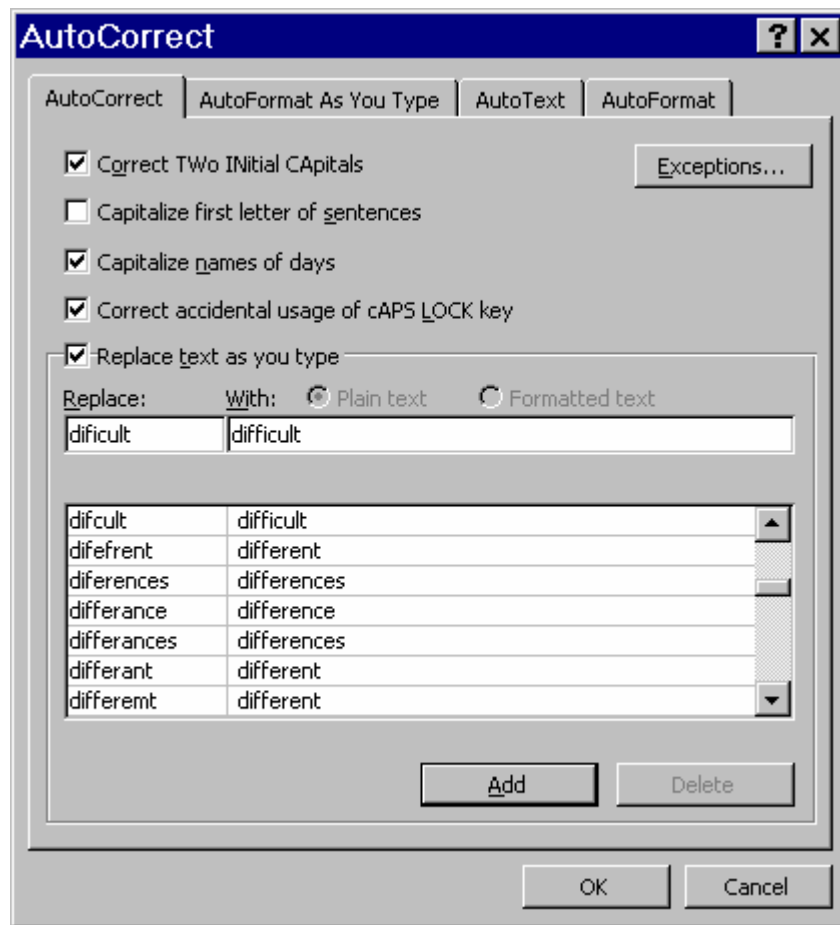 AutoCorrect
AutoCorrect AutoFormat As You Type AutoText AutoFormat
Correct TWo INitial CApitals Exceptions...
Capitalize first letter of sentences
Capitalize names of days
Correct accidental usage of cAPS LOCK key
Replace text as you type
Replace: With: Plain text Formatted text
dificult difficult
difcult difficult
difefrent different
diferences differences
differance difference
differances differences
differant different
differemt different
Add Delete
OK Cancel